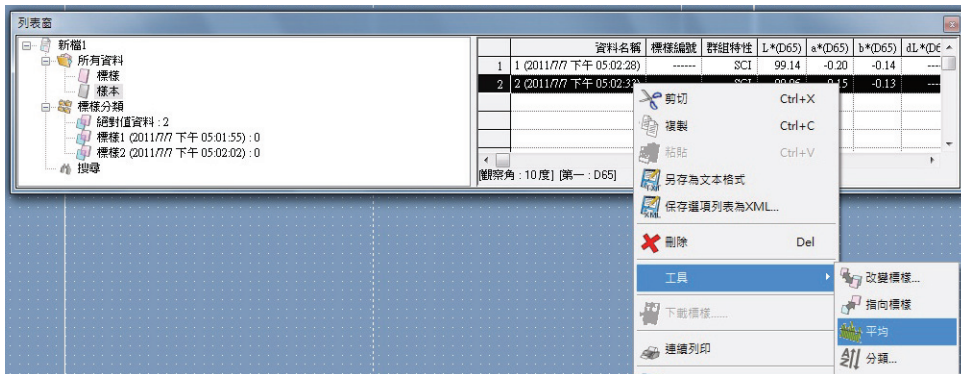 列表窗
新檔1
所有資料
標樣
樣本
標樣分類
絕對值資料 : 2
標樣1 (2011/7/7 下午 05:01:55) : 0
標樣2 (2011/7/7 下午 05:02:02) : 0
搜尋
資料名稱 標樣編號 群組特性 L*(D65) a*(D65) b*(D65)
1 1 (2011/7/7 下午 05:02:28) ------ SCI 99.14 -0.20 -0.14
2 2 (2011/7/7 下午 05:02:33) -0.13
[觀察角 : 10 度] [第一 : D65]
剪切 Ctrl+X
複製 Ctrl+C
粘貼 Ctrl+V
另存為文本格式
保存選項列表為XML...
刪除 Del
工具
改變標樣...
指向標樣
下載標樣......
平均
連續列印
分類...